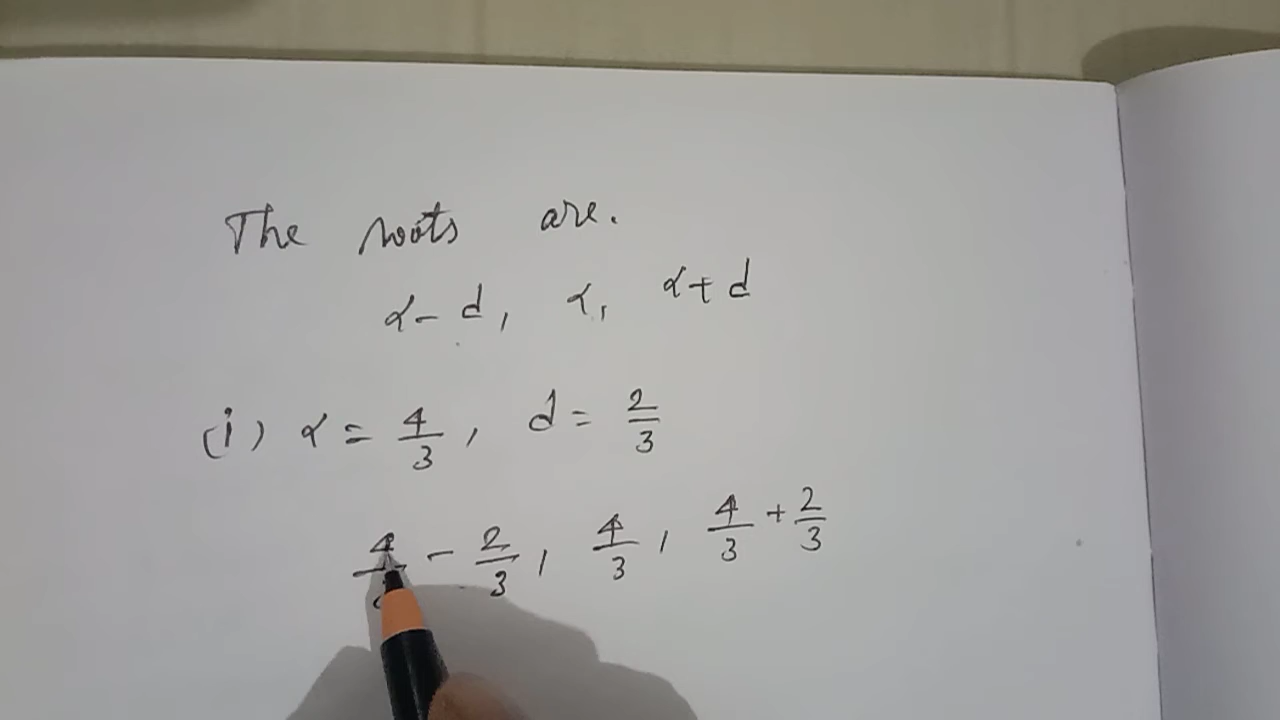 The roots are.
α - d, α, α + d
(i) α = 4/3, d = 2/3
4/3 - 2/3, 4/3, 4/3 + 2/3